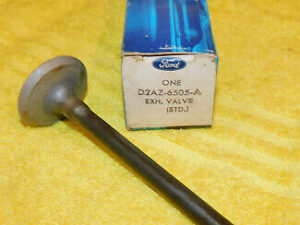 Ford
ONE
D2AZ-6505-A
EXH. VALVE
(STD.)